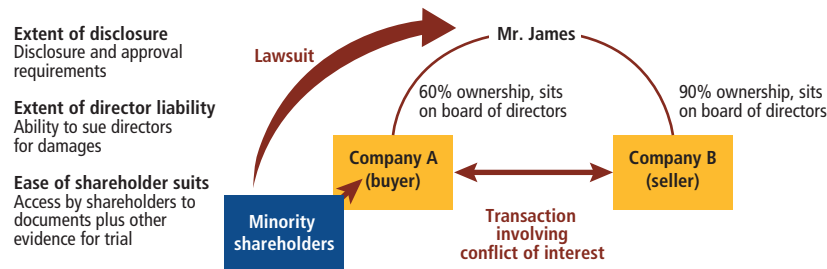 Extent of disclosure
Disclosure and approval
requirements
Extent of director liability
Ability to sue directors
for damages
Ease of shareholder suits
Access by shareholders to
documents plus other
evidence for trial
Lawsuit
Mr. James
60% ownership, sits
on board of directors
90% ownership, sits
on board of directors
Company A
(buyer)
Company B
(seller)
Minority
shareholders
Transaction
involving
conflict of interest